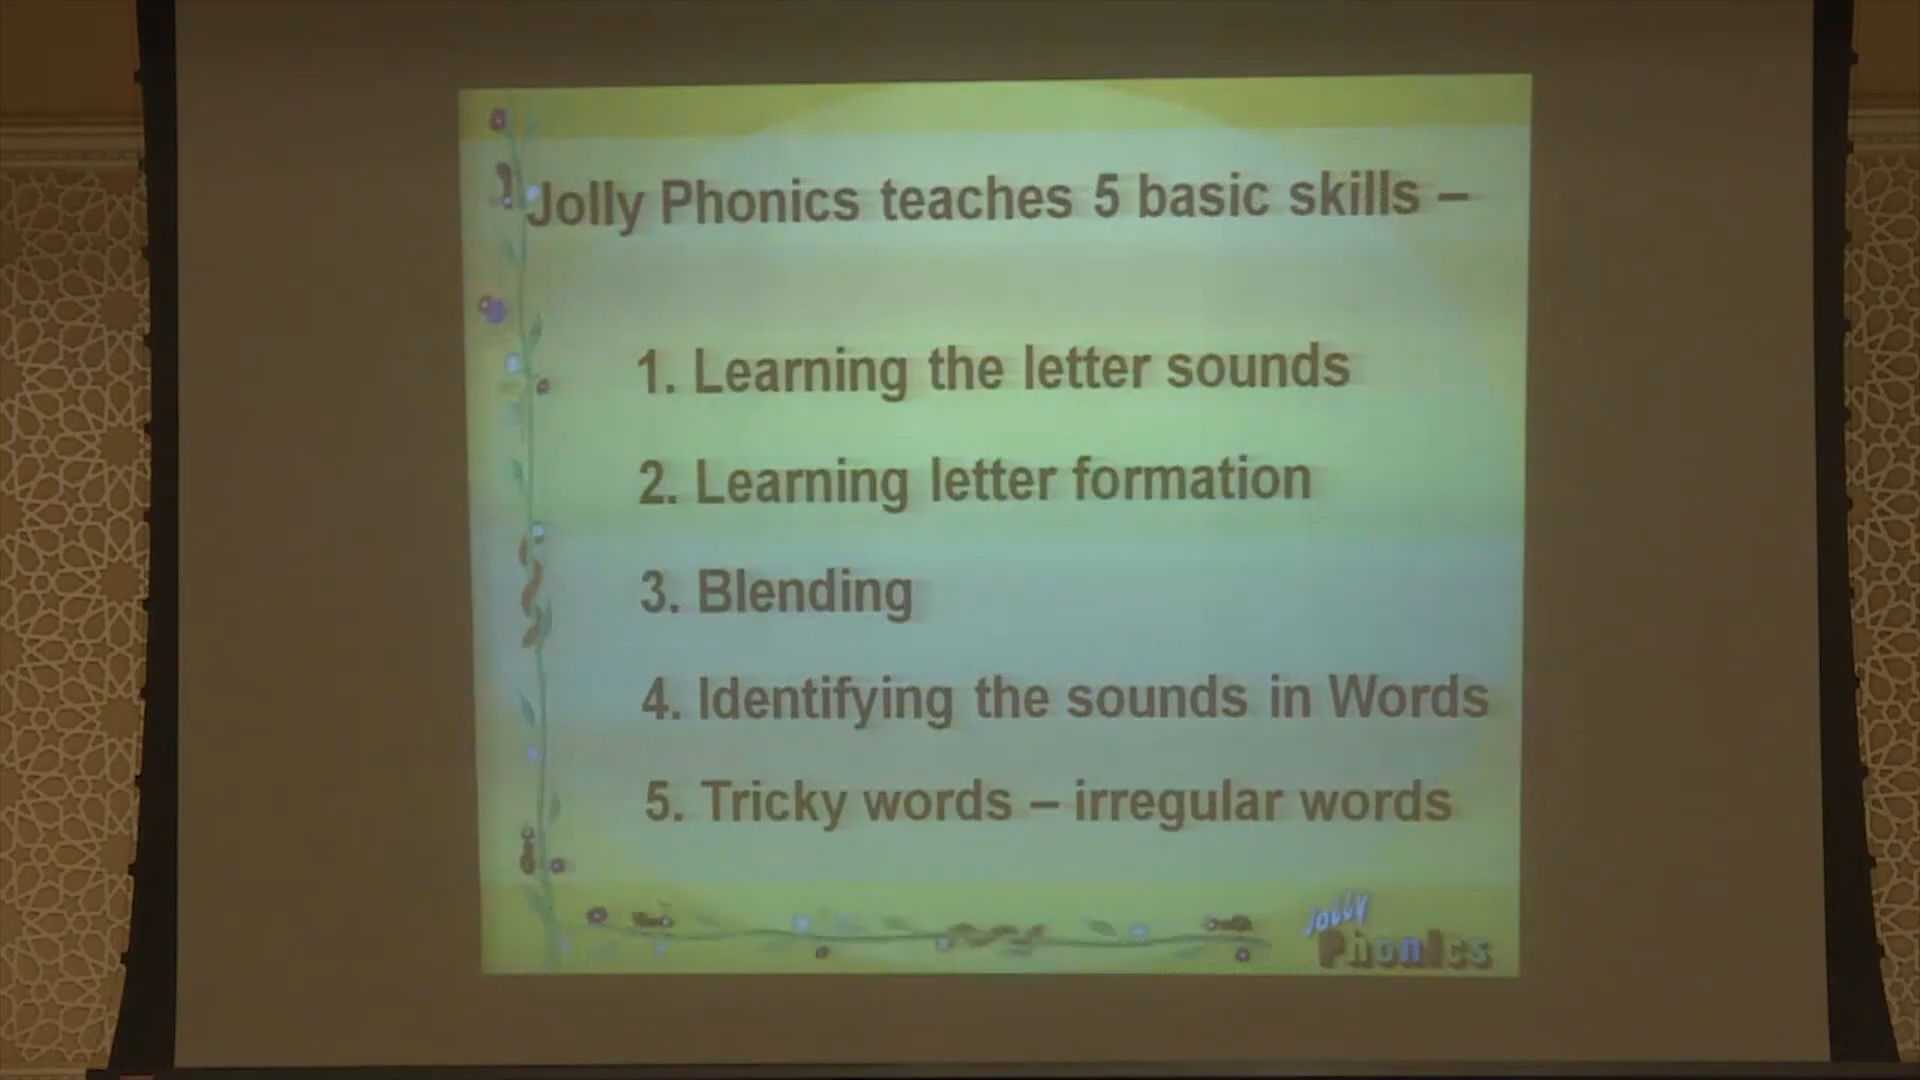 Jolly Phonics teaches 5 basic skills –
1. Learning the letter sounds
2. Learning letter formation
3. Blending
4. Identifying the sounds in Words
5. Tricky words – irregular words
Jolly
Phonics